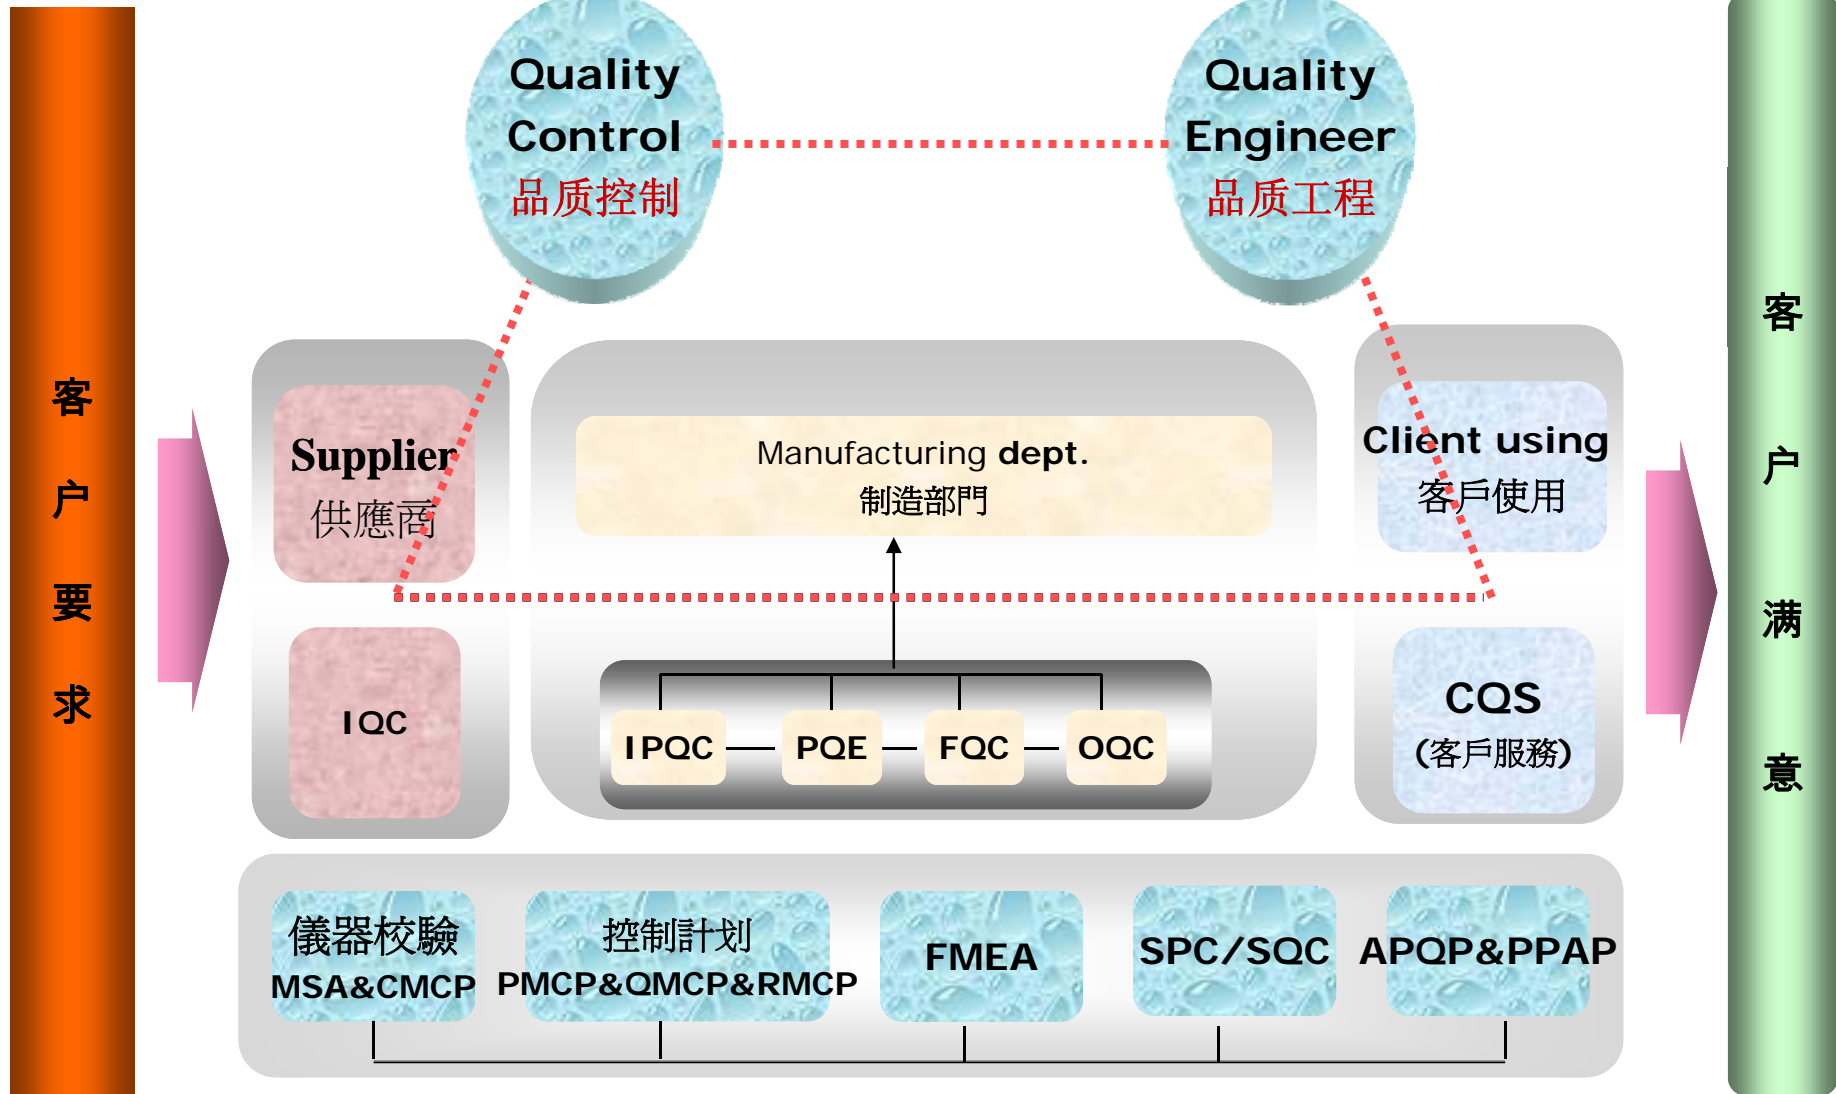 客
户
要
求
Quality
Control
品质控制
Quality
Engineer
品质工程
Supplier
供應商
IQC
Manufacturing dept.
制造部門
IPQC
PQE
FQC
OQC
Client using
客戶使用
CQS
(客戶服務)
儀器校驗
MSA&CMCP
控制計划
PMCP&QMCP&RMCP
FMEA
SPC/SQC
APQP&PPAP
客
户
满
意